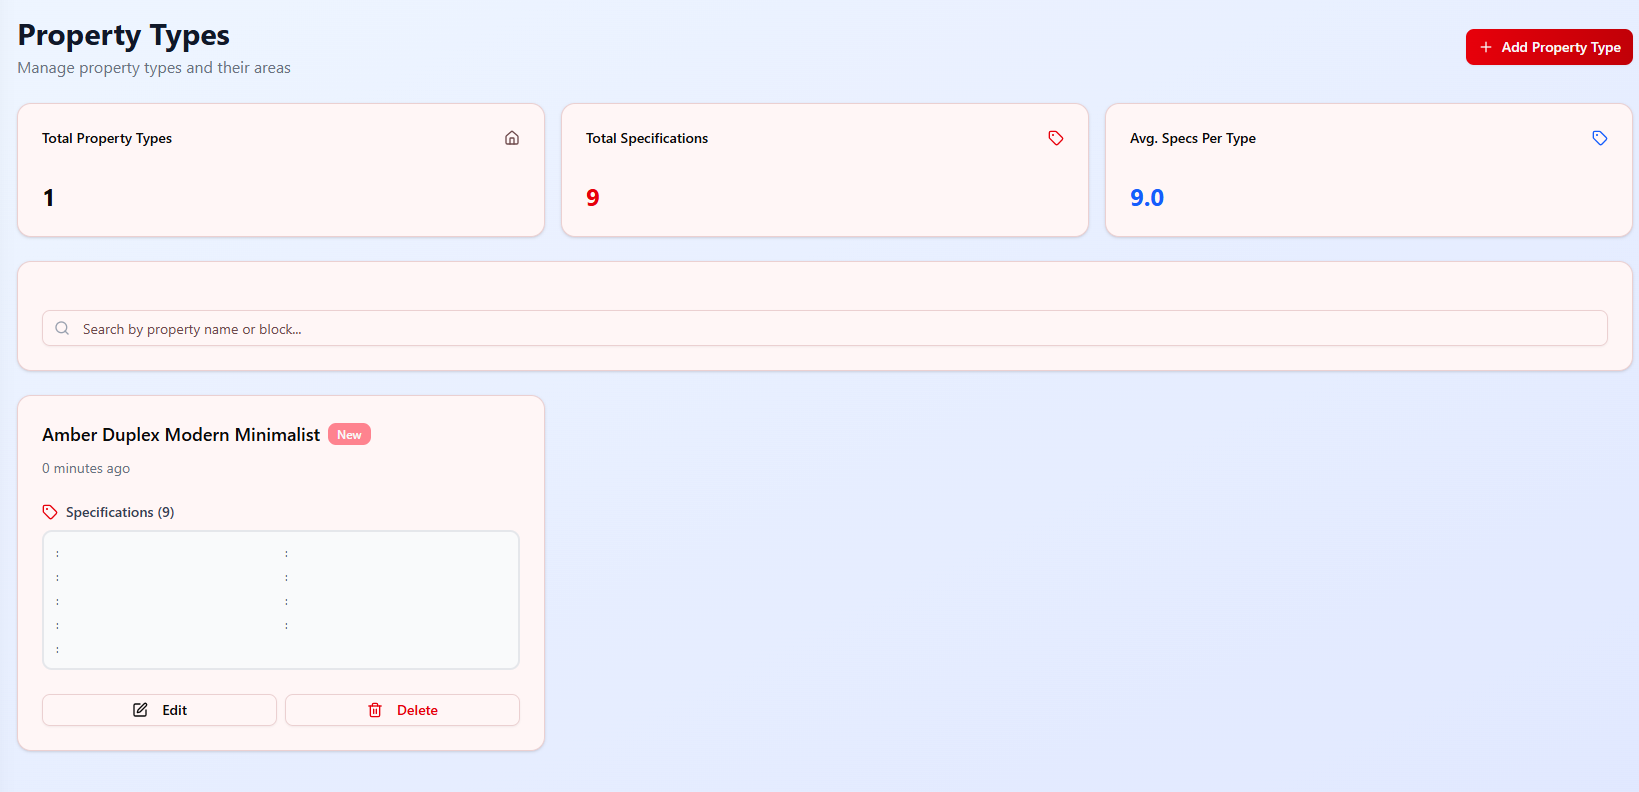 Property Types
Manage property types and their areas
+ Add Property Type
Total Property Types
1
Total Specifications
9
Avg. Specs Per Type
9.0
Search by property name or block...
Amber Duplex Modern Minimalist New
0 minutes ago
Specifications (9)
: :
: :
: :
: :
:
Edit
Delete